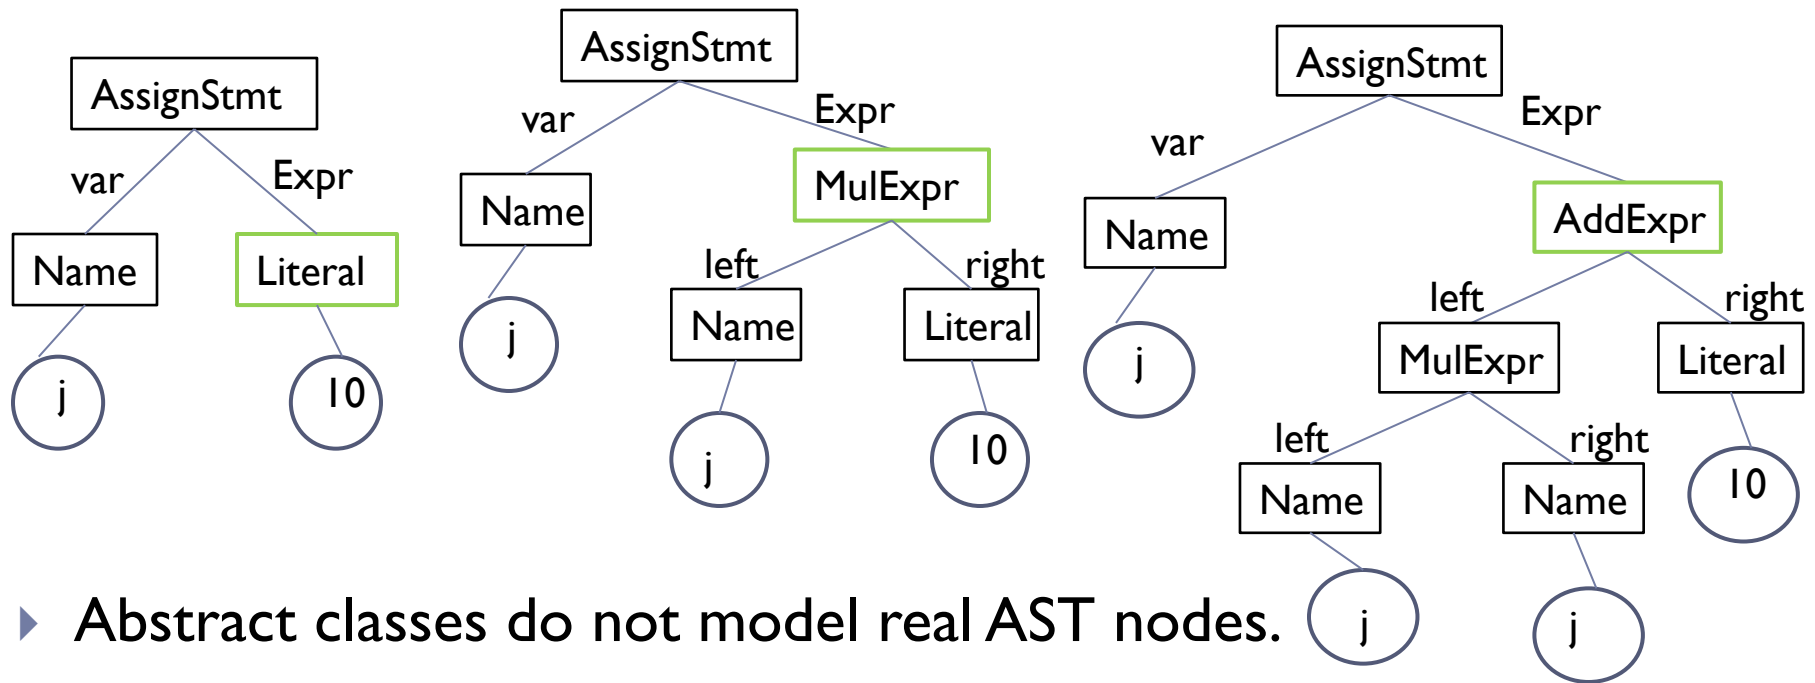 AssignStmt
var
Expr
Name
Literal
j
10
AssignStmt
var
Expr
Name
MulExpr
j
left
right
Name
Literal
j
10
AssignStmt
var
Expr
Name
AddExpr
j
left
right
MulExpr
Literal
left
right
10
Name
Name
j
j
Abstract classes do not model real AST nodes.